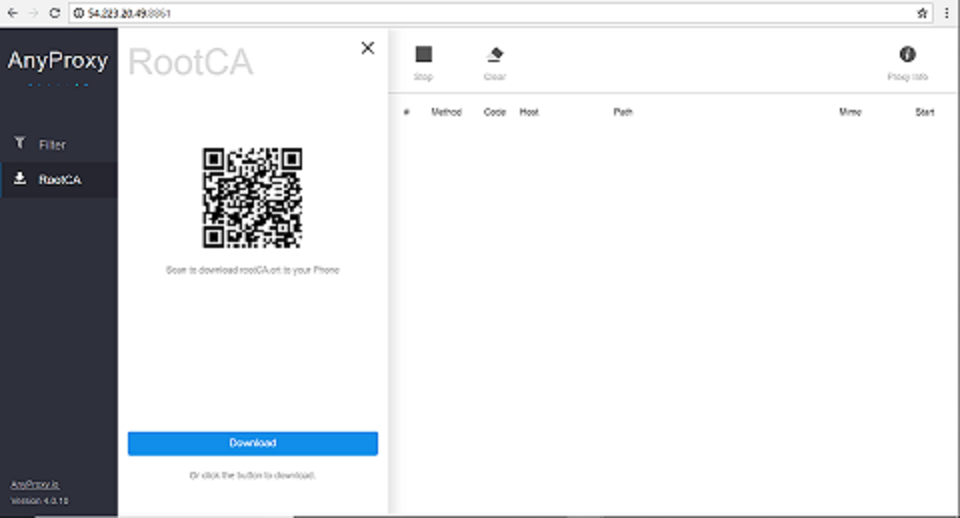 54.223.20.49:8861
AnyProxy
RootCA
Stop
Clear
Proxy Info
# Method Code Host Path Mime Start
Filter
RootCA
Scan to download rootCA.crt to your Phone
Download
Or click the button to download.
AnyProxy.io
Version 4.0.10